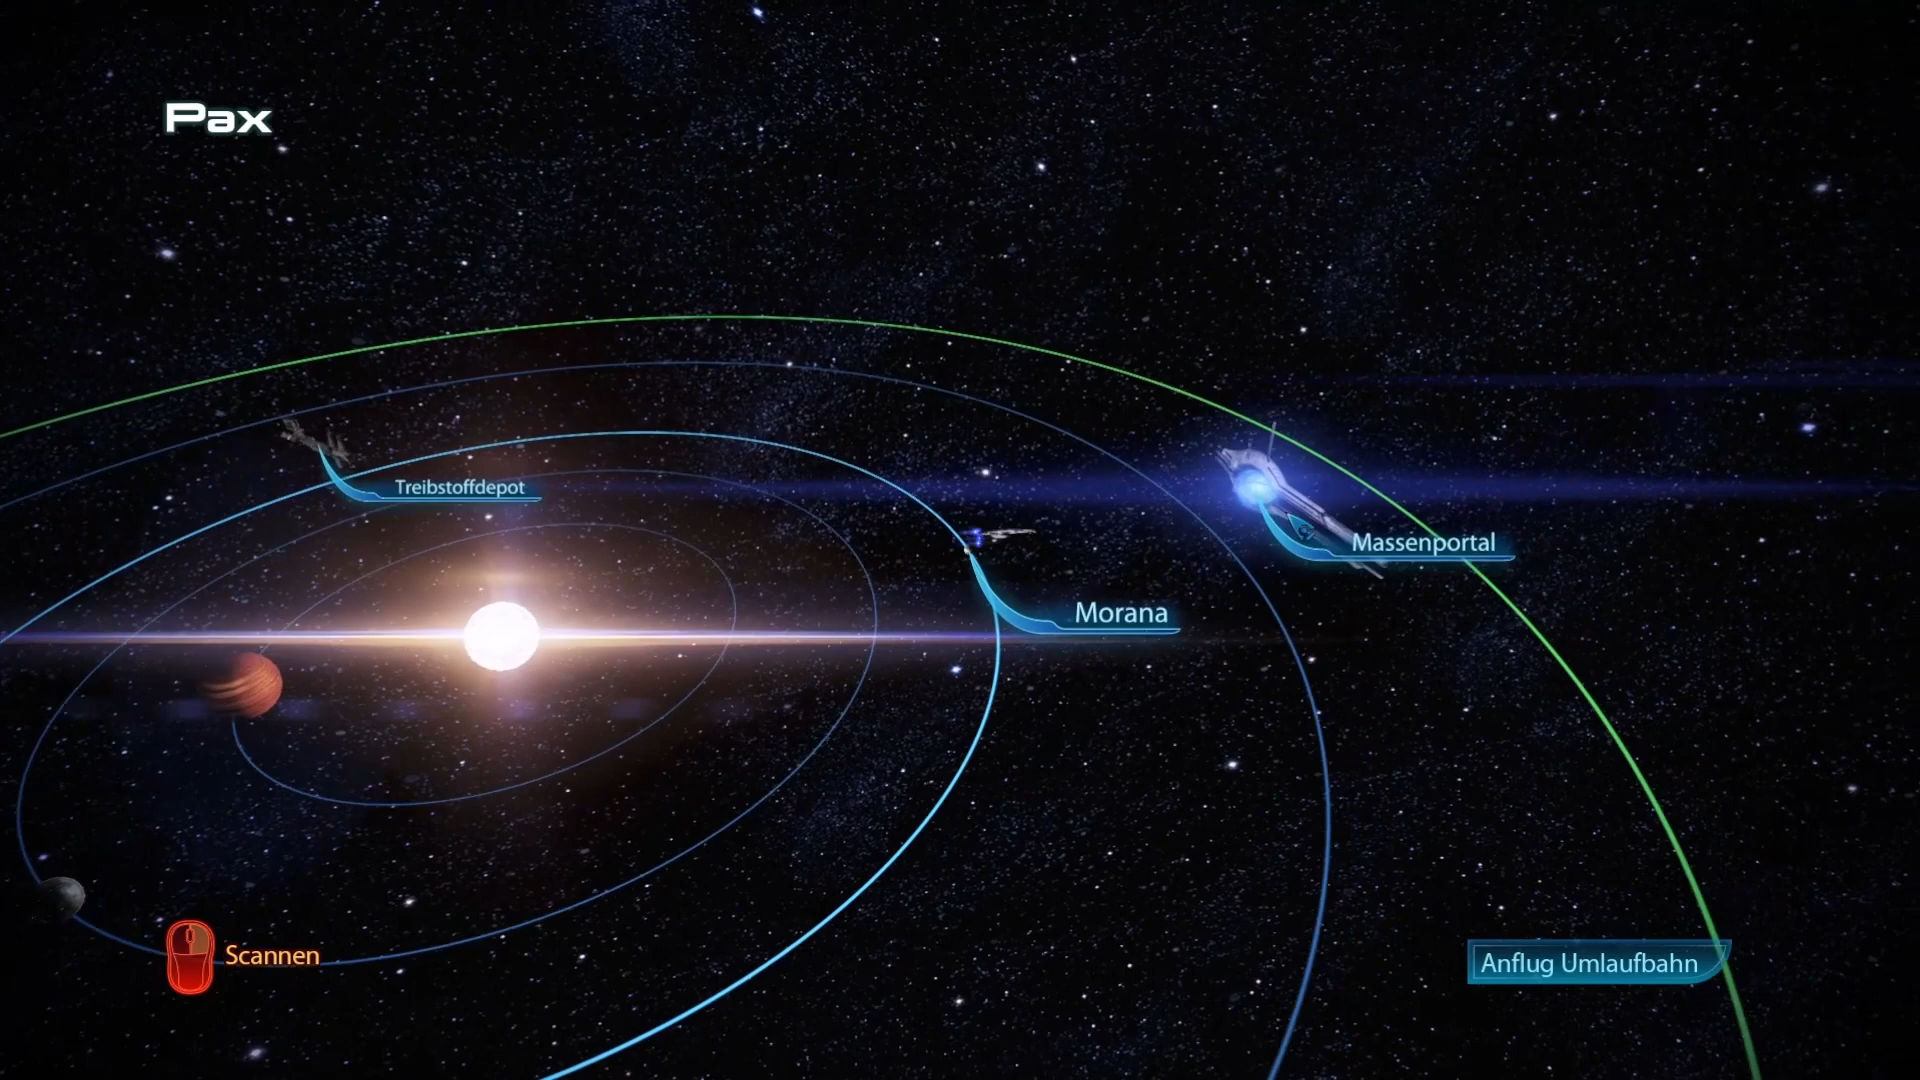 Pax
Treibstoffdepot
Massenportal
Morana
Scannen
Anflug Umlaufbahn